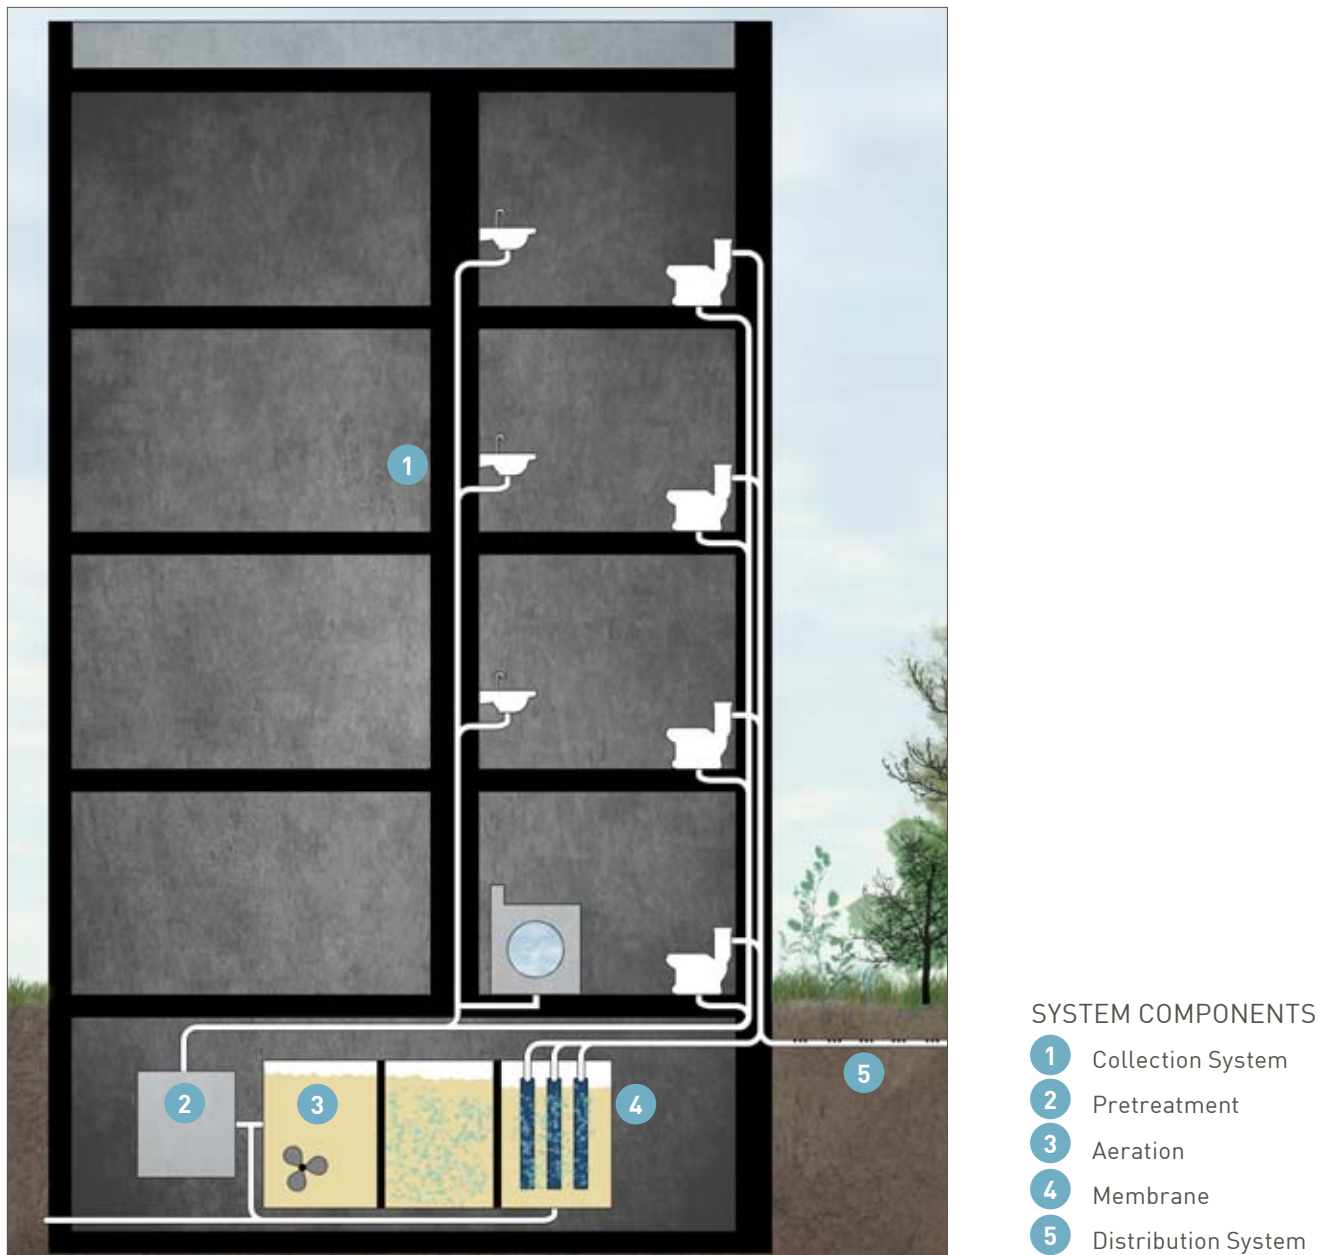 1
2
3
4
5
SYSTEM COMPONENTS
1 Collection System
2 Pretreatment
3 Aeration
4 Membrane
5 Distribution System